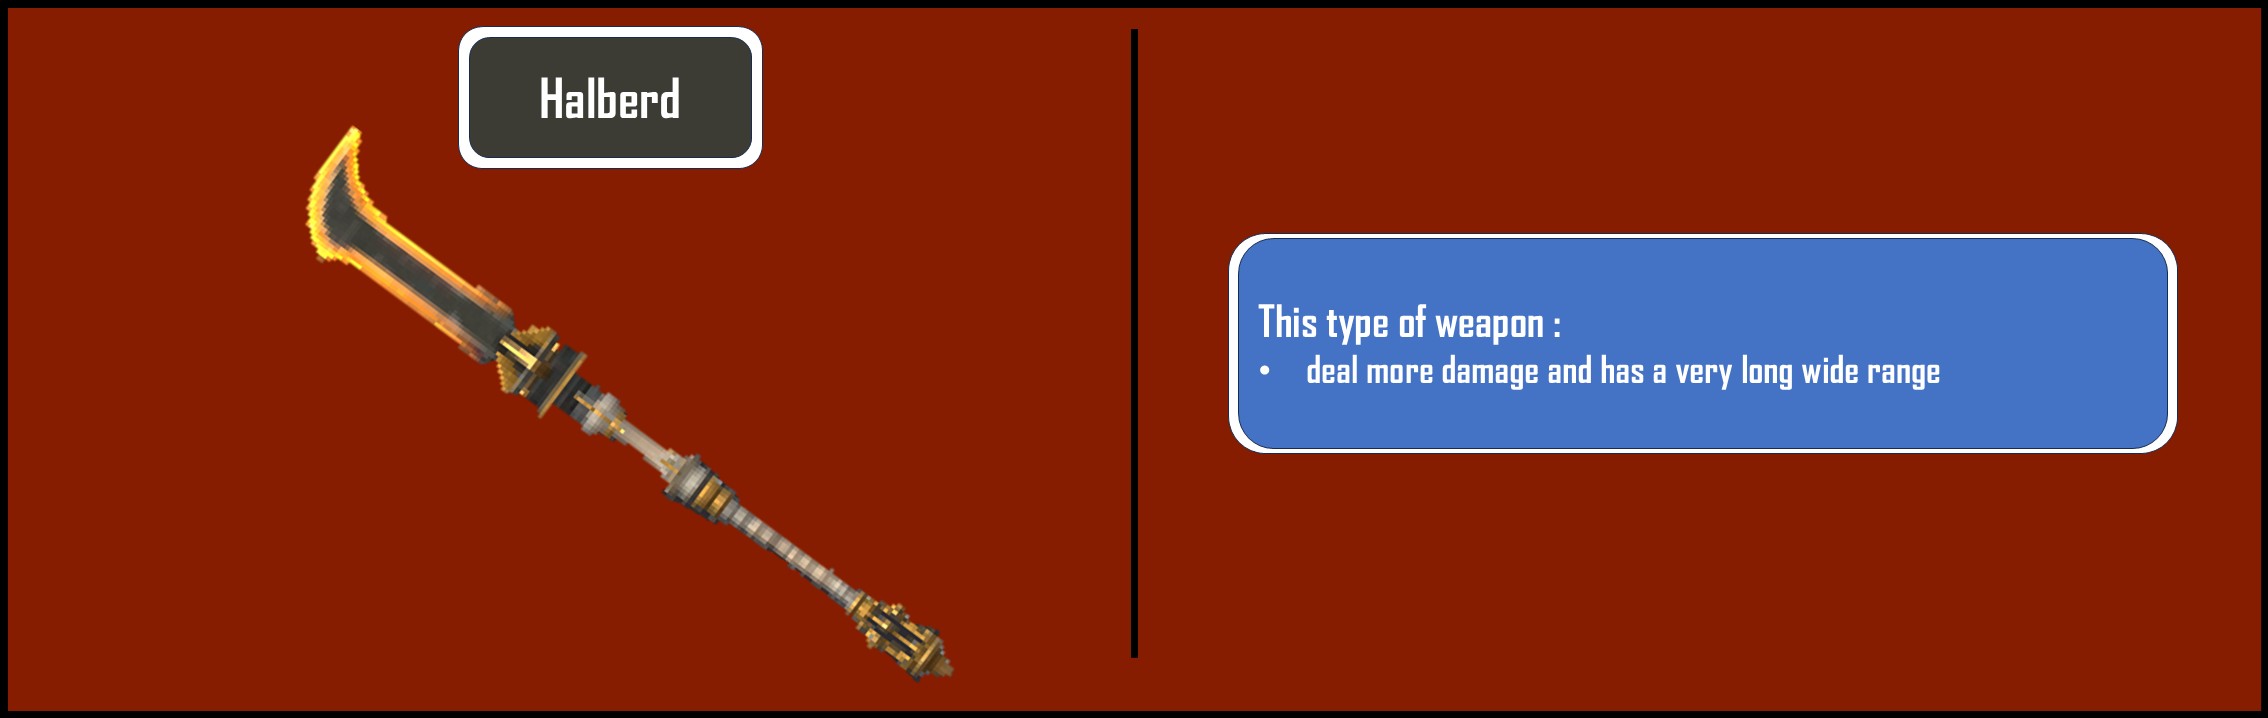 Halberd
This type of weapon :
• deal more damage and has a very long wide range